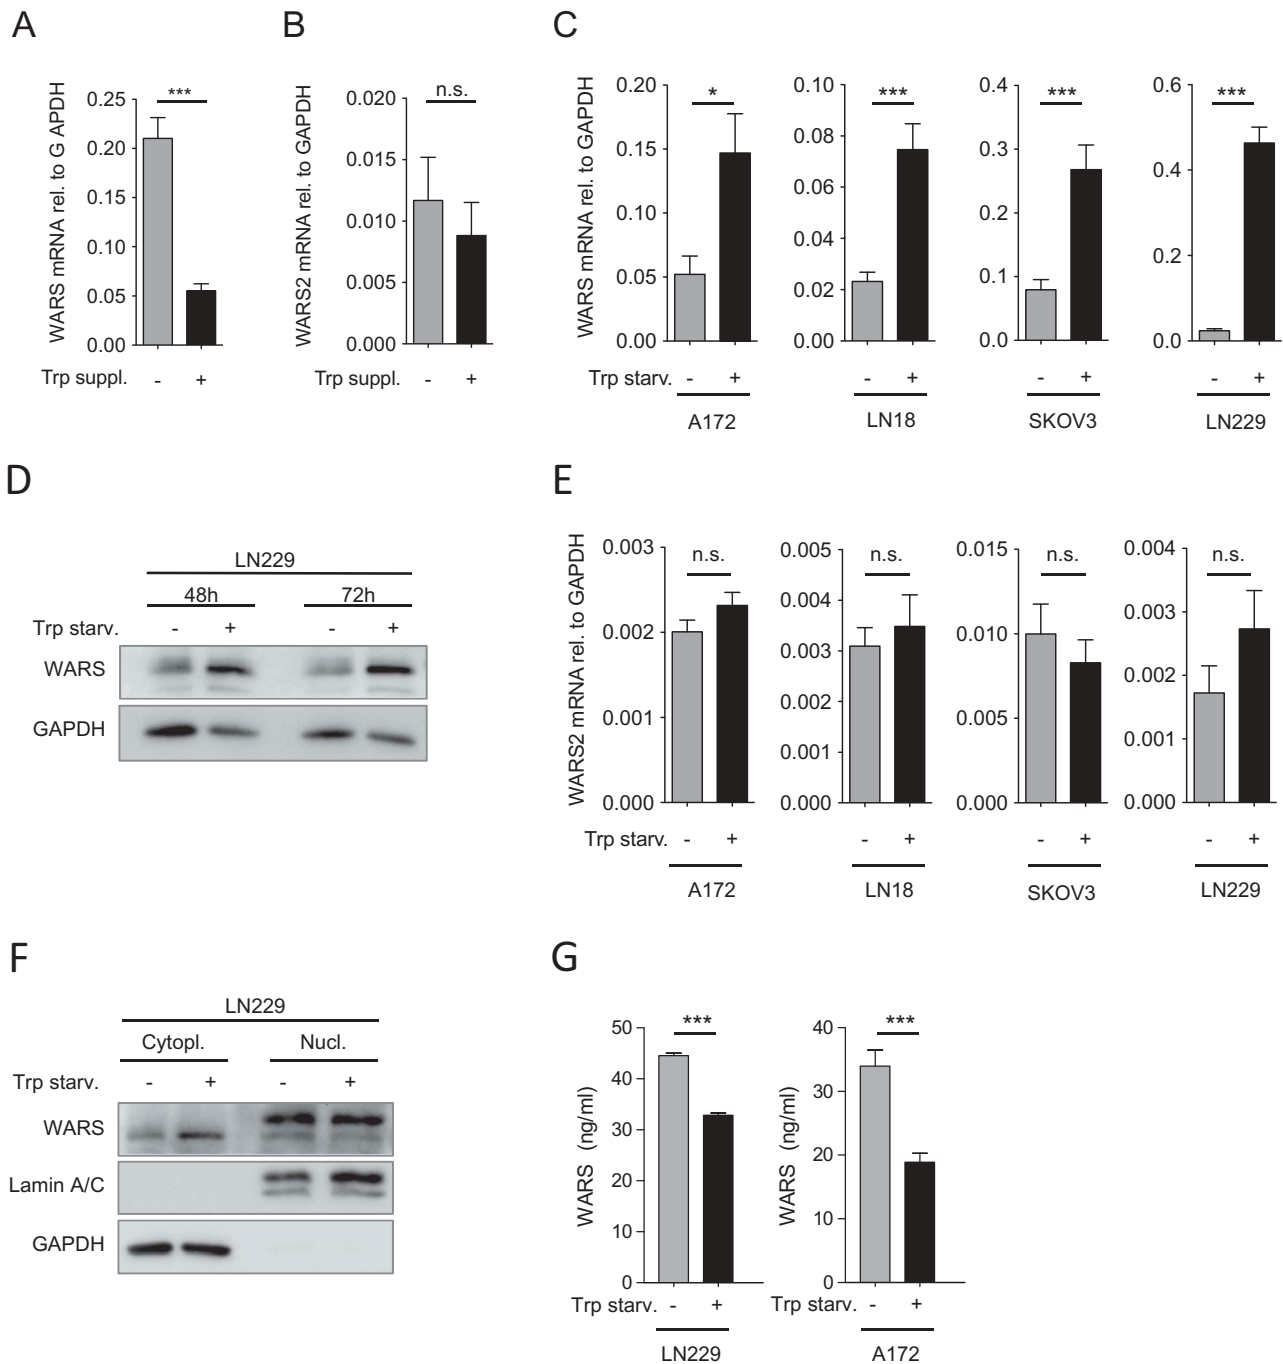 A
WARS mRNA rel. to G APDH
0.25
0.20
0.15
0.10
0.05
0.00
***
Trp suppl. - +
B
WARS2 mRNA rel. to GAPDH
0.020
0.015
0.010
0.005
0.000
n.s.
Trp suppl. - +
C
WARS mRNA rel. to GAPDH
0.20
0.15
0.10
0.05
0.00
*
Trp starv. - +
A172
0.10
0.08
0.06
0.04
0.02
0.00
***
- +
LN18
0.4
0.3
0.2
0.1
0.0
***
- +
SKOV3
0.6
0.4
0.2
0.0
***
- +
LN229
D
LN229
48h 72h
Trp starv. - + - +
WARS
GAPDH
E
WARS2 mRNA rel. to GAPDH
0.003
0.002
0.001
0.000
n.s.
Trp starv. - +
A172
0.005
0.004
0.003
0.002
0.001
0.000
n.s.
- +
LN18
0.015
0.010
0.005
0.000
n.s.
- +
SKOV3
0.004
0.003
0.002
0.001
0.000
n.s.
- +
LN229
F
LN229
Cytopl. Nucl.
Trp starv. - + - +
WARS
Lamin A/C
GAPDH
G
WARS (ng/ml)
50
40
30
20
10
0
***
Trp starv. - +
LN229
WARS (ng/ml)
40
30
20
10
0
***
Trp starv. - +
A172